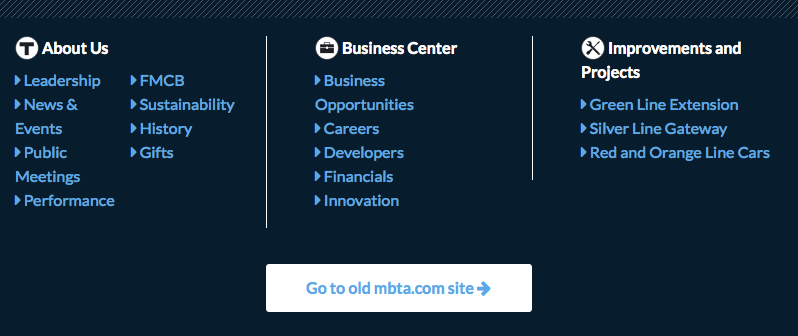 About Us
Leadership
News &
Events
Public
Meetings
Performance
FMCB
Sustainability
History
Gifts
Business Center
Business
Opportunities
Careers
Developers
Financials
Innovation
Improvements and
Projects
Green Line Extension
Silver Line Gateway
Red and Orange Line Cars
Go to old mbta.com site